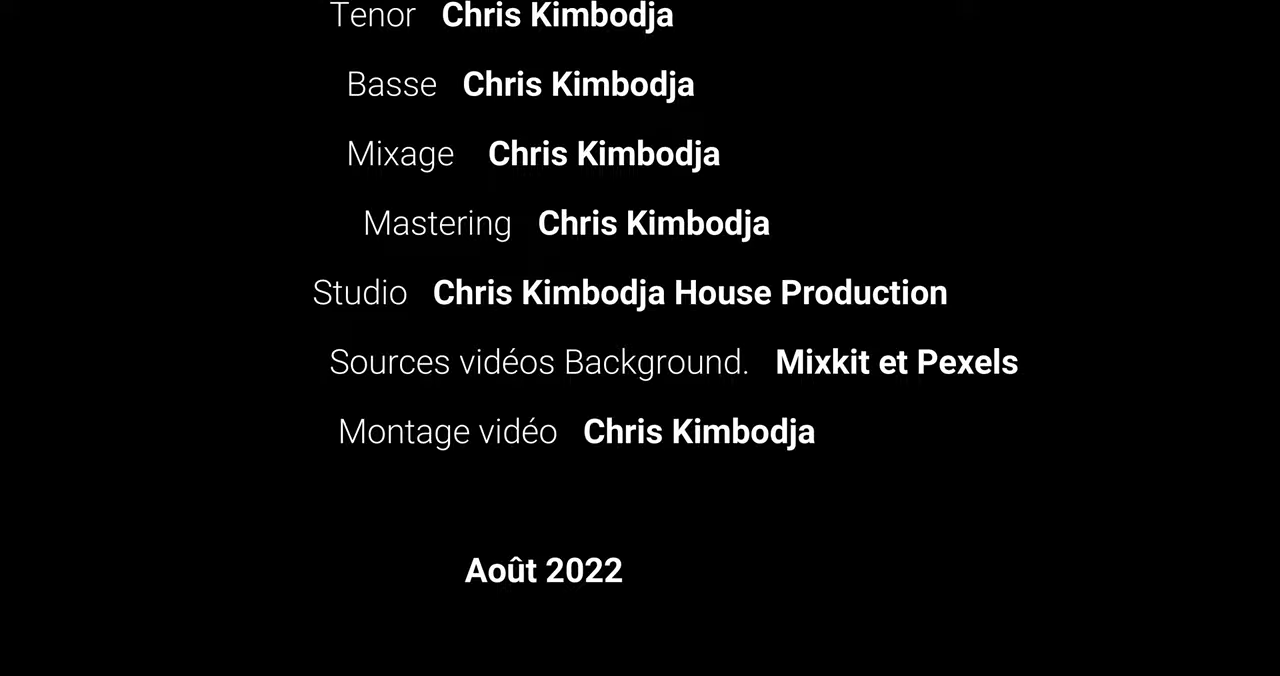 Tenor Chris Kimbodja
Basse Chris Kimbodja
Mixage Chris Kimbodja
Mastering Chris Kimbodja
Studio Chris Kimbodja House Production
Sources vidéos Background. Mixkit et Pexels
Montage vidéo Chris Kimbodja
Août 2022